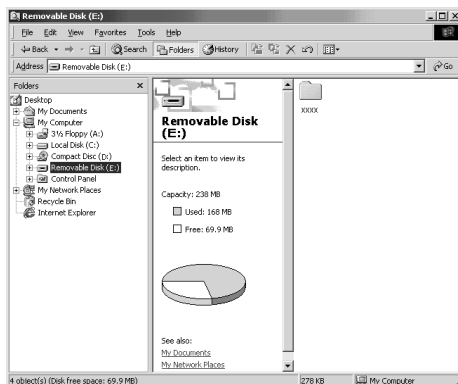 Removable Disk (E:)
File Edit View Favorites Tools Help
Back Search Folders History
Address Removable Disk (E:) Go
Folders
Desktop
My Documents
My Computer
3½ Floppy (A:)
Local Disk (C:)
Compact Disc (D:)
Removable Disk (E:)
Control Panel
My Network Places
Recycle Bin
Internet Explorer
Removable Disk
(E:)
Select an item to view its
description.
Capacity: 238 MB
Used: 168 MB
Free: 69.9 MB
See also:
My Documents
My Network Places
xxxx
4 object(s) (Disk free space: 69.9 MB) 278 KB My Computer